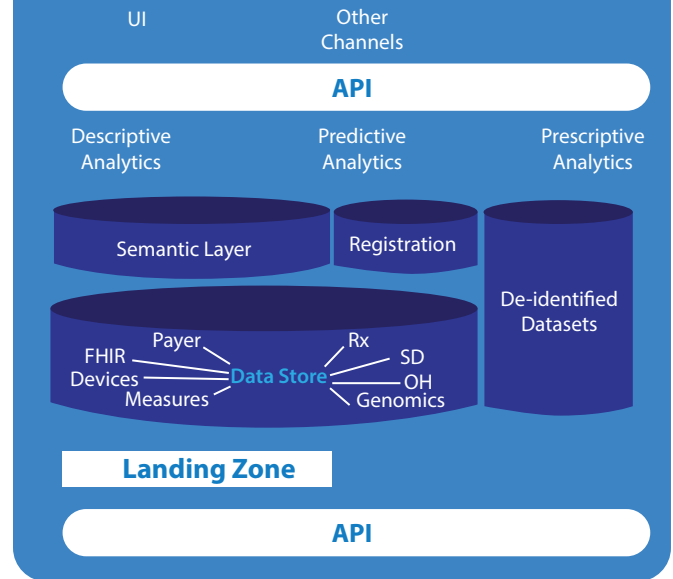 UI
Other
Channels
API
Descriptive
Analytics
Predictive
Analytics
Prescriptive
Analytics
Semantic Layer
Registration
De-identified
Datasets
Payer
Rx
FHIR
SD
Data Store
Devices
OH
Measures
Genomics
Landing Zone
API